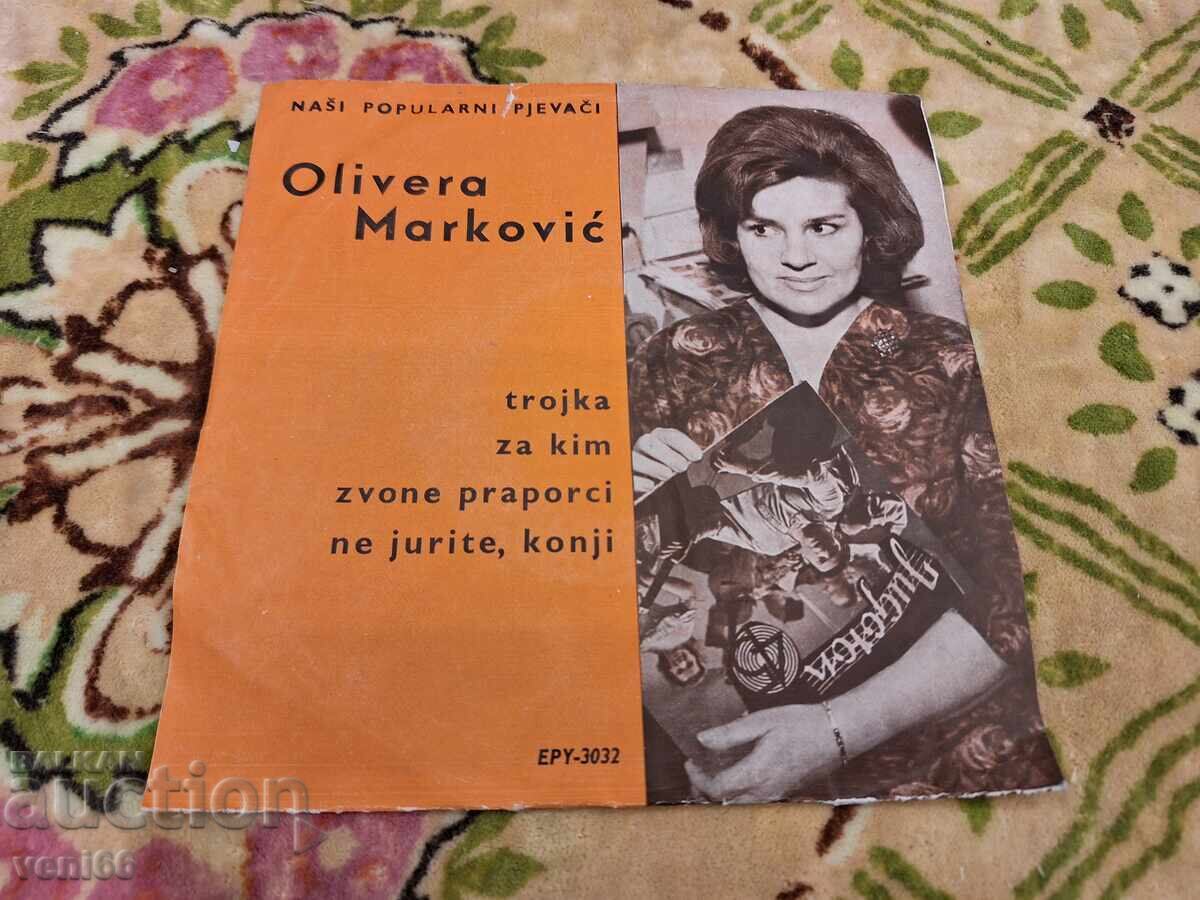 NAŠI POPULARNI PJEVAČI
Olivera
Marković
trojka
za kim
zvone praporci
ne jurite, konji
EPY-3032
BALKAN
auction
veni66